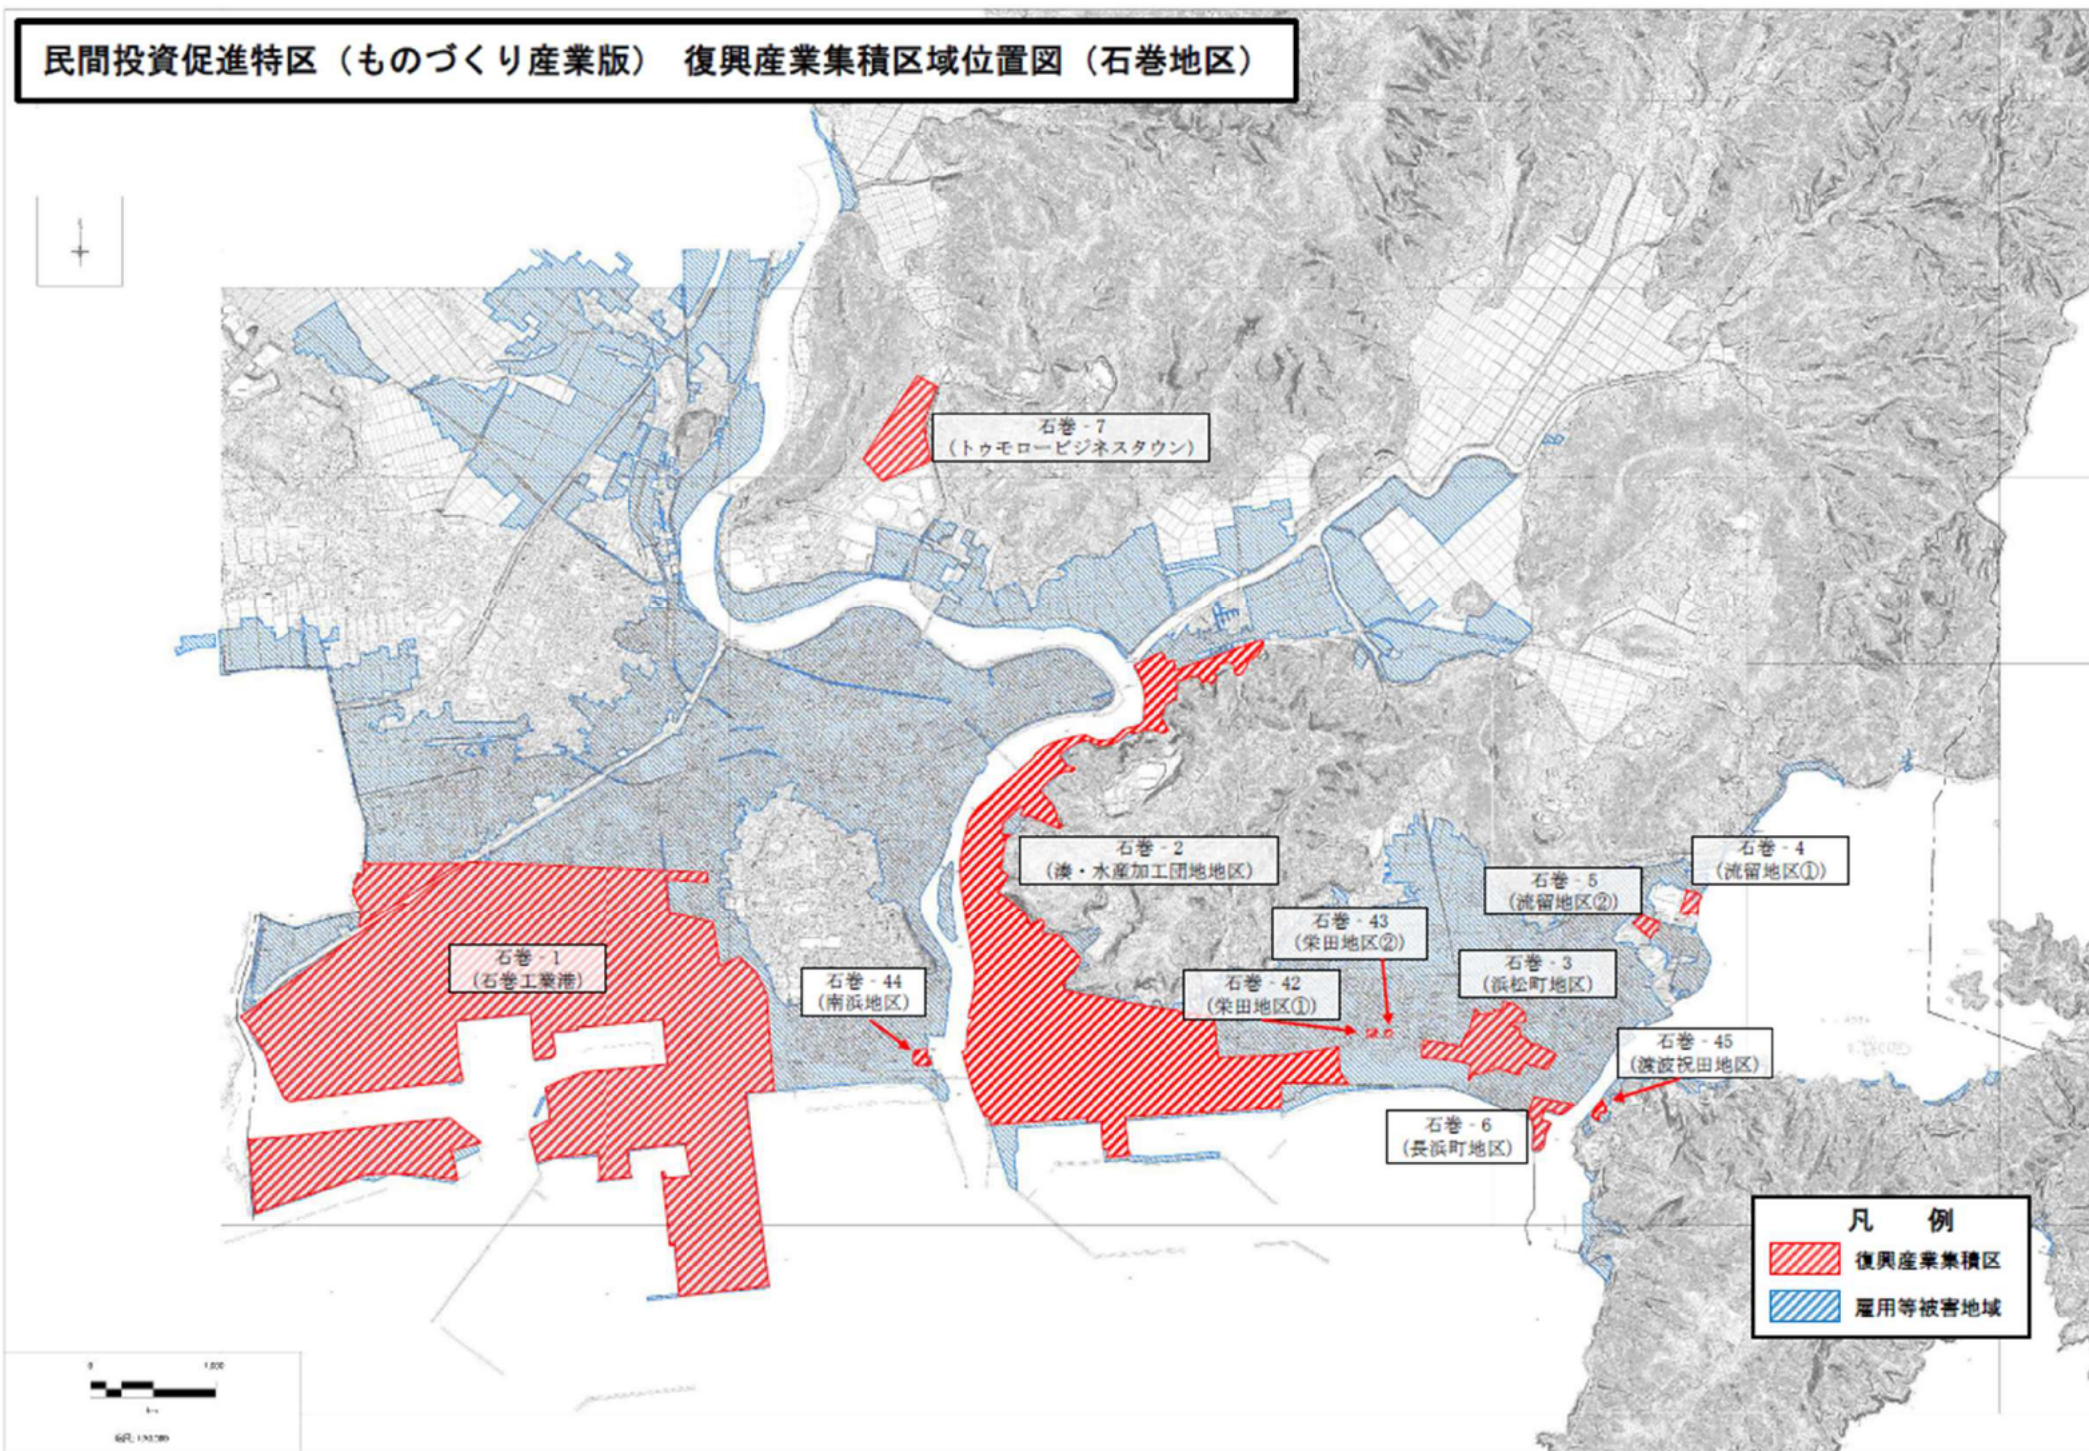 民間投資促進特区（ものづくり産業版）　復興産業集積区域位置図（石巻地区）
石巻‐7
（トゥモロービジネスタウン）
石巻‐2
（湊・水産加工団地地区）
石巻‐4
（流留地区①）
石巻‐5
（流留地区②）
石巻‐43
（栄田地区②）
石巻‐3
（浜松町地区）
石巻‐1
（石巻工業港）
石巻‐44
（南浜地区）
石巻‐42
（栄田地区①）
石巻‐45
（渡波祝田地区）
石巻‐6
（長浜町地区）
凡　例
復興産業集積区
雇用等被害地域
0